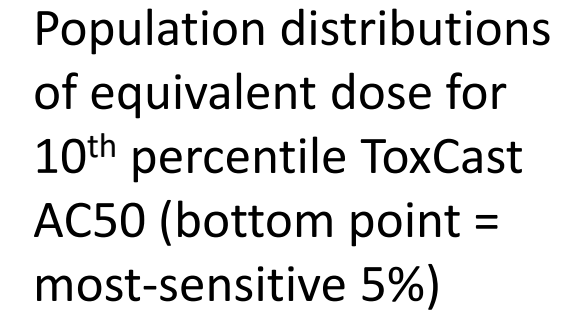 Population distributions
of equivalent dose for
10th percentile ToxCast
AC50 (bottom point =
most-sensitive 5%)